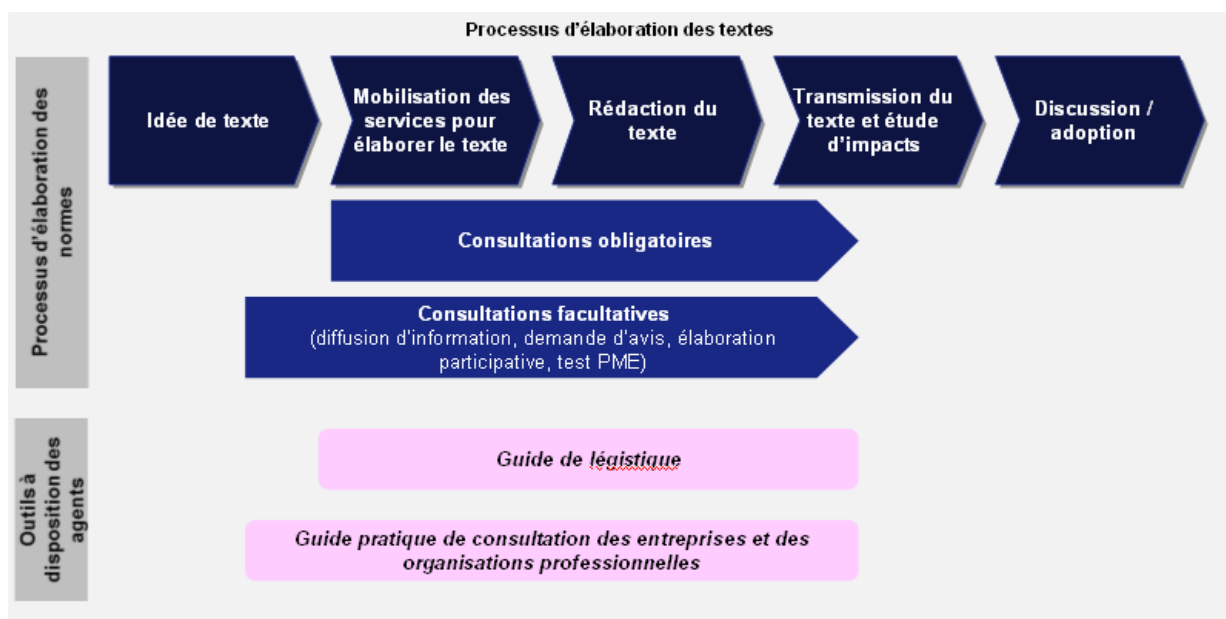 Processus d'élaboration des textes
Processus d'élaboration des
normes
Idée de texte
Mobilisation des
services pour
élaborer le texte
Rédaction du
texte
Transmission du
texte et étude
d'impacts
Discussion /
adoption
Consultations obligatoires
Consultations facultatives
(diffusion d'information, demande d'avis, élaboration
participative, test PME)
Outils à
disposition des
agents
Guide de légistique
Guide pratique de consultation des entreprises et des
organisations professionnelles